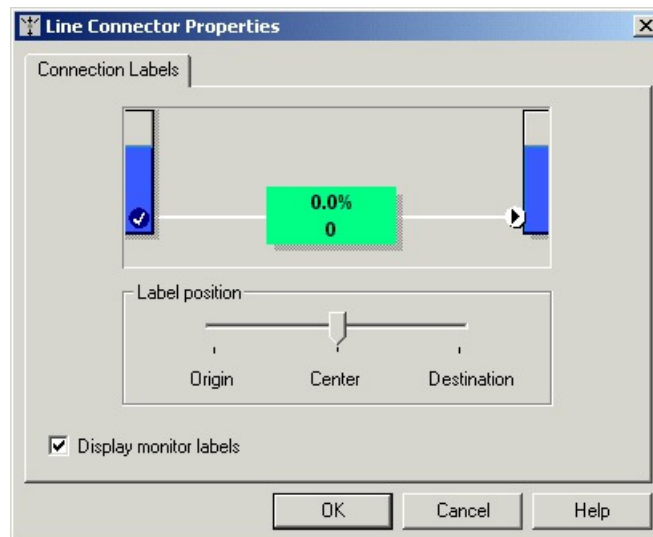 Line Connector Properties
Connection Labels
0.0%
0
Label position
Origin Center Destination
Display monitor labels
OK Cancel Help